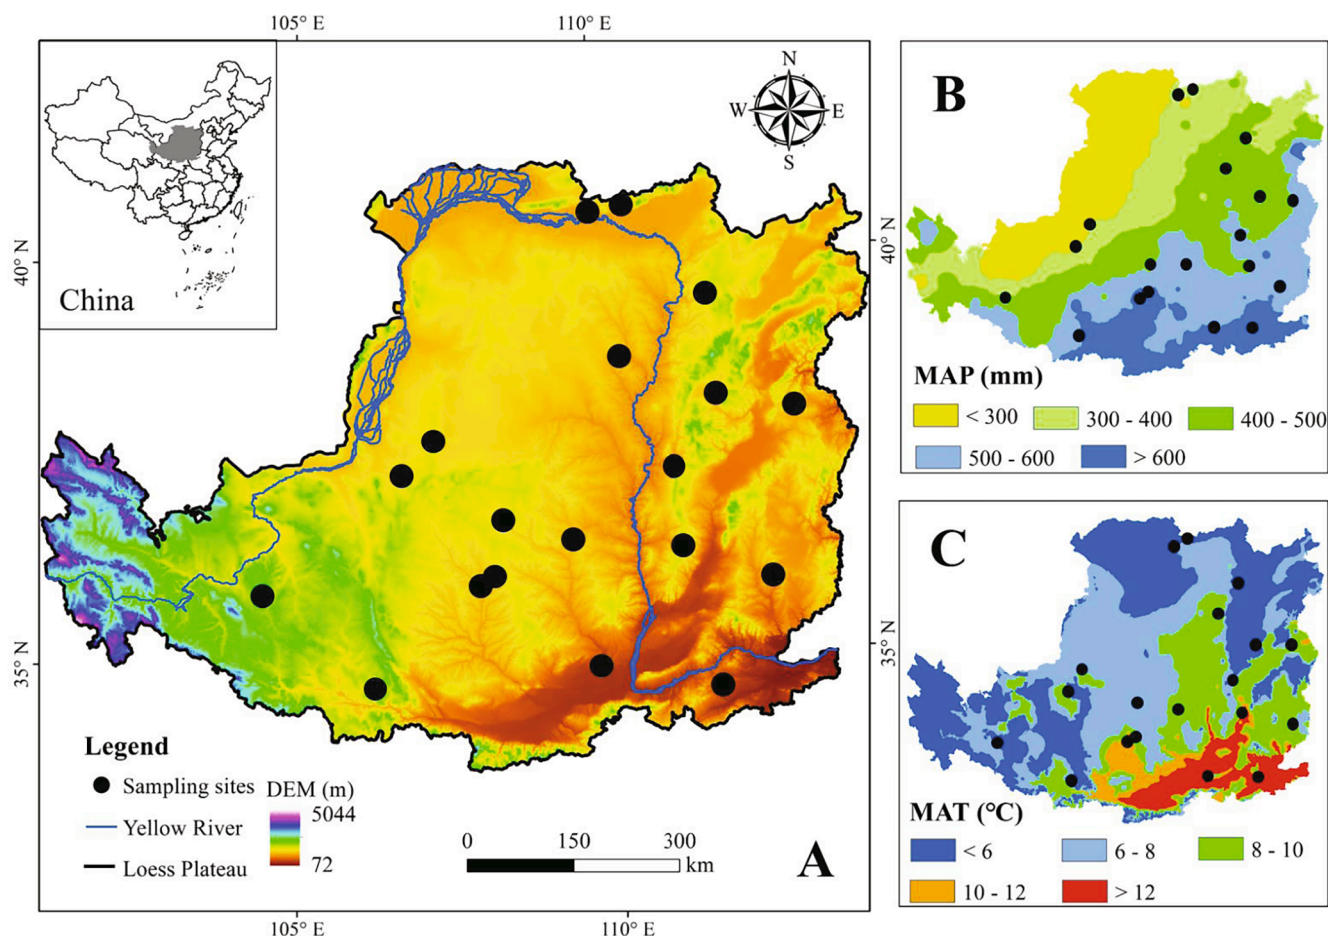 105° E
110° E
China
N
W
E
S
40° N
35° N
Legend
Sampling sites
Yellow River
Loess Plateau
DEM (m)
5044
72
0
150
300
km
A
105° E
110° E
B
40° N
MAP (mm)
< 300
300 - 400
400 - 500
500 - 600
> 600
C
35° N
MAT (℃)
< 6
6 - 8
8 - 10
10 - 12
> 12